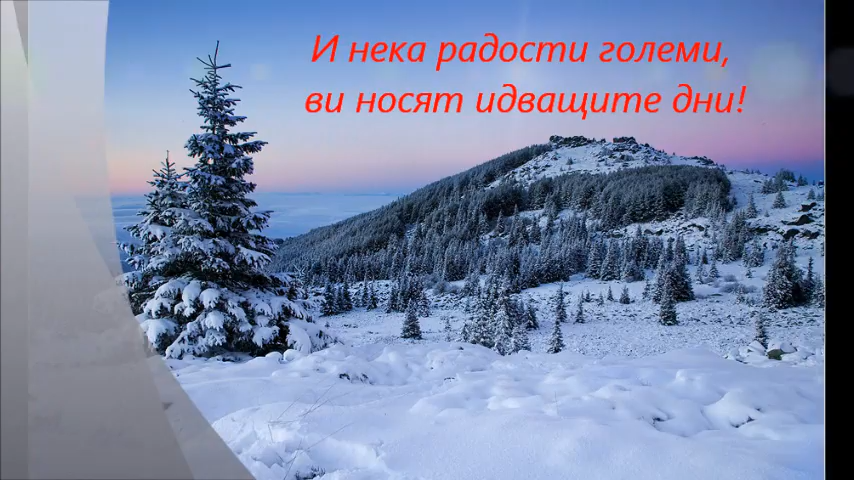 И нека радости големи,
ви носят идващите дни!